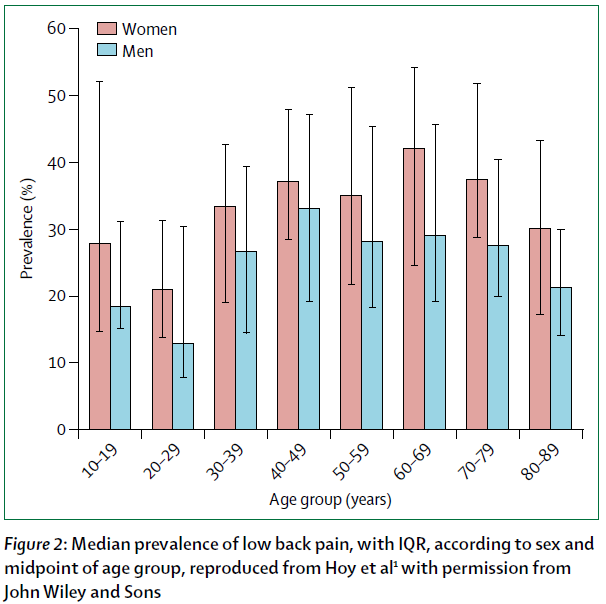 60
50
40
30
20
10
0
Prevalence (%)
Women
Men
10–19
20–29
30–39
40–49
50–59
60–69
70–79
80–89
Age group (years)
Figure 2: Median prevalence of low back pain, with IQR, according to sex and
midpoint of age group, reproduced from Hoy et al¹ with permission from
John Wiley and Sons